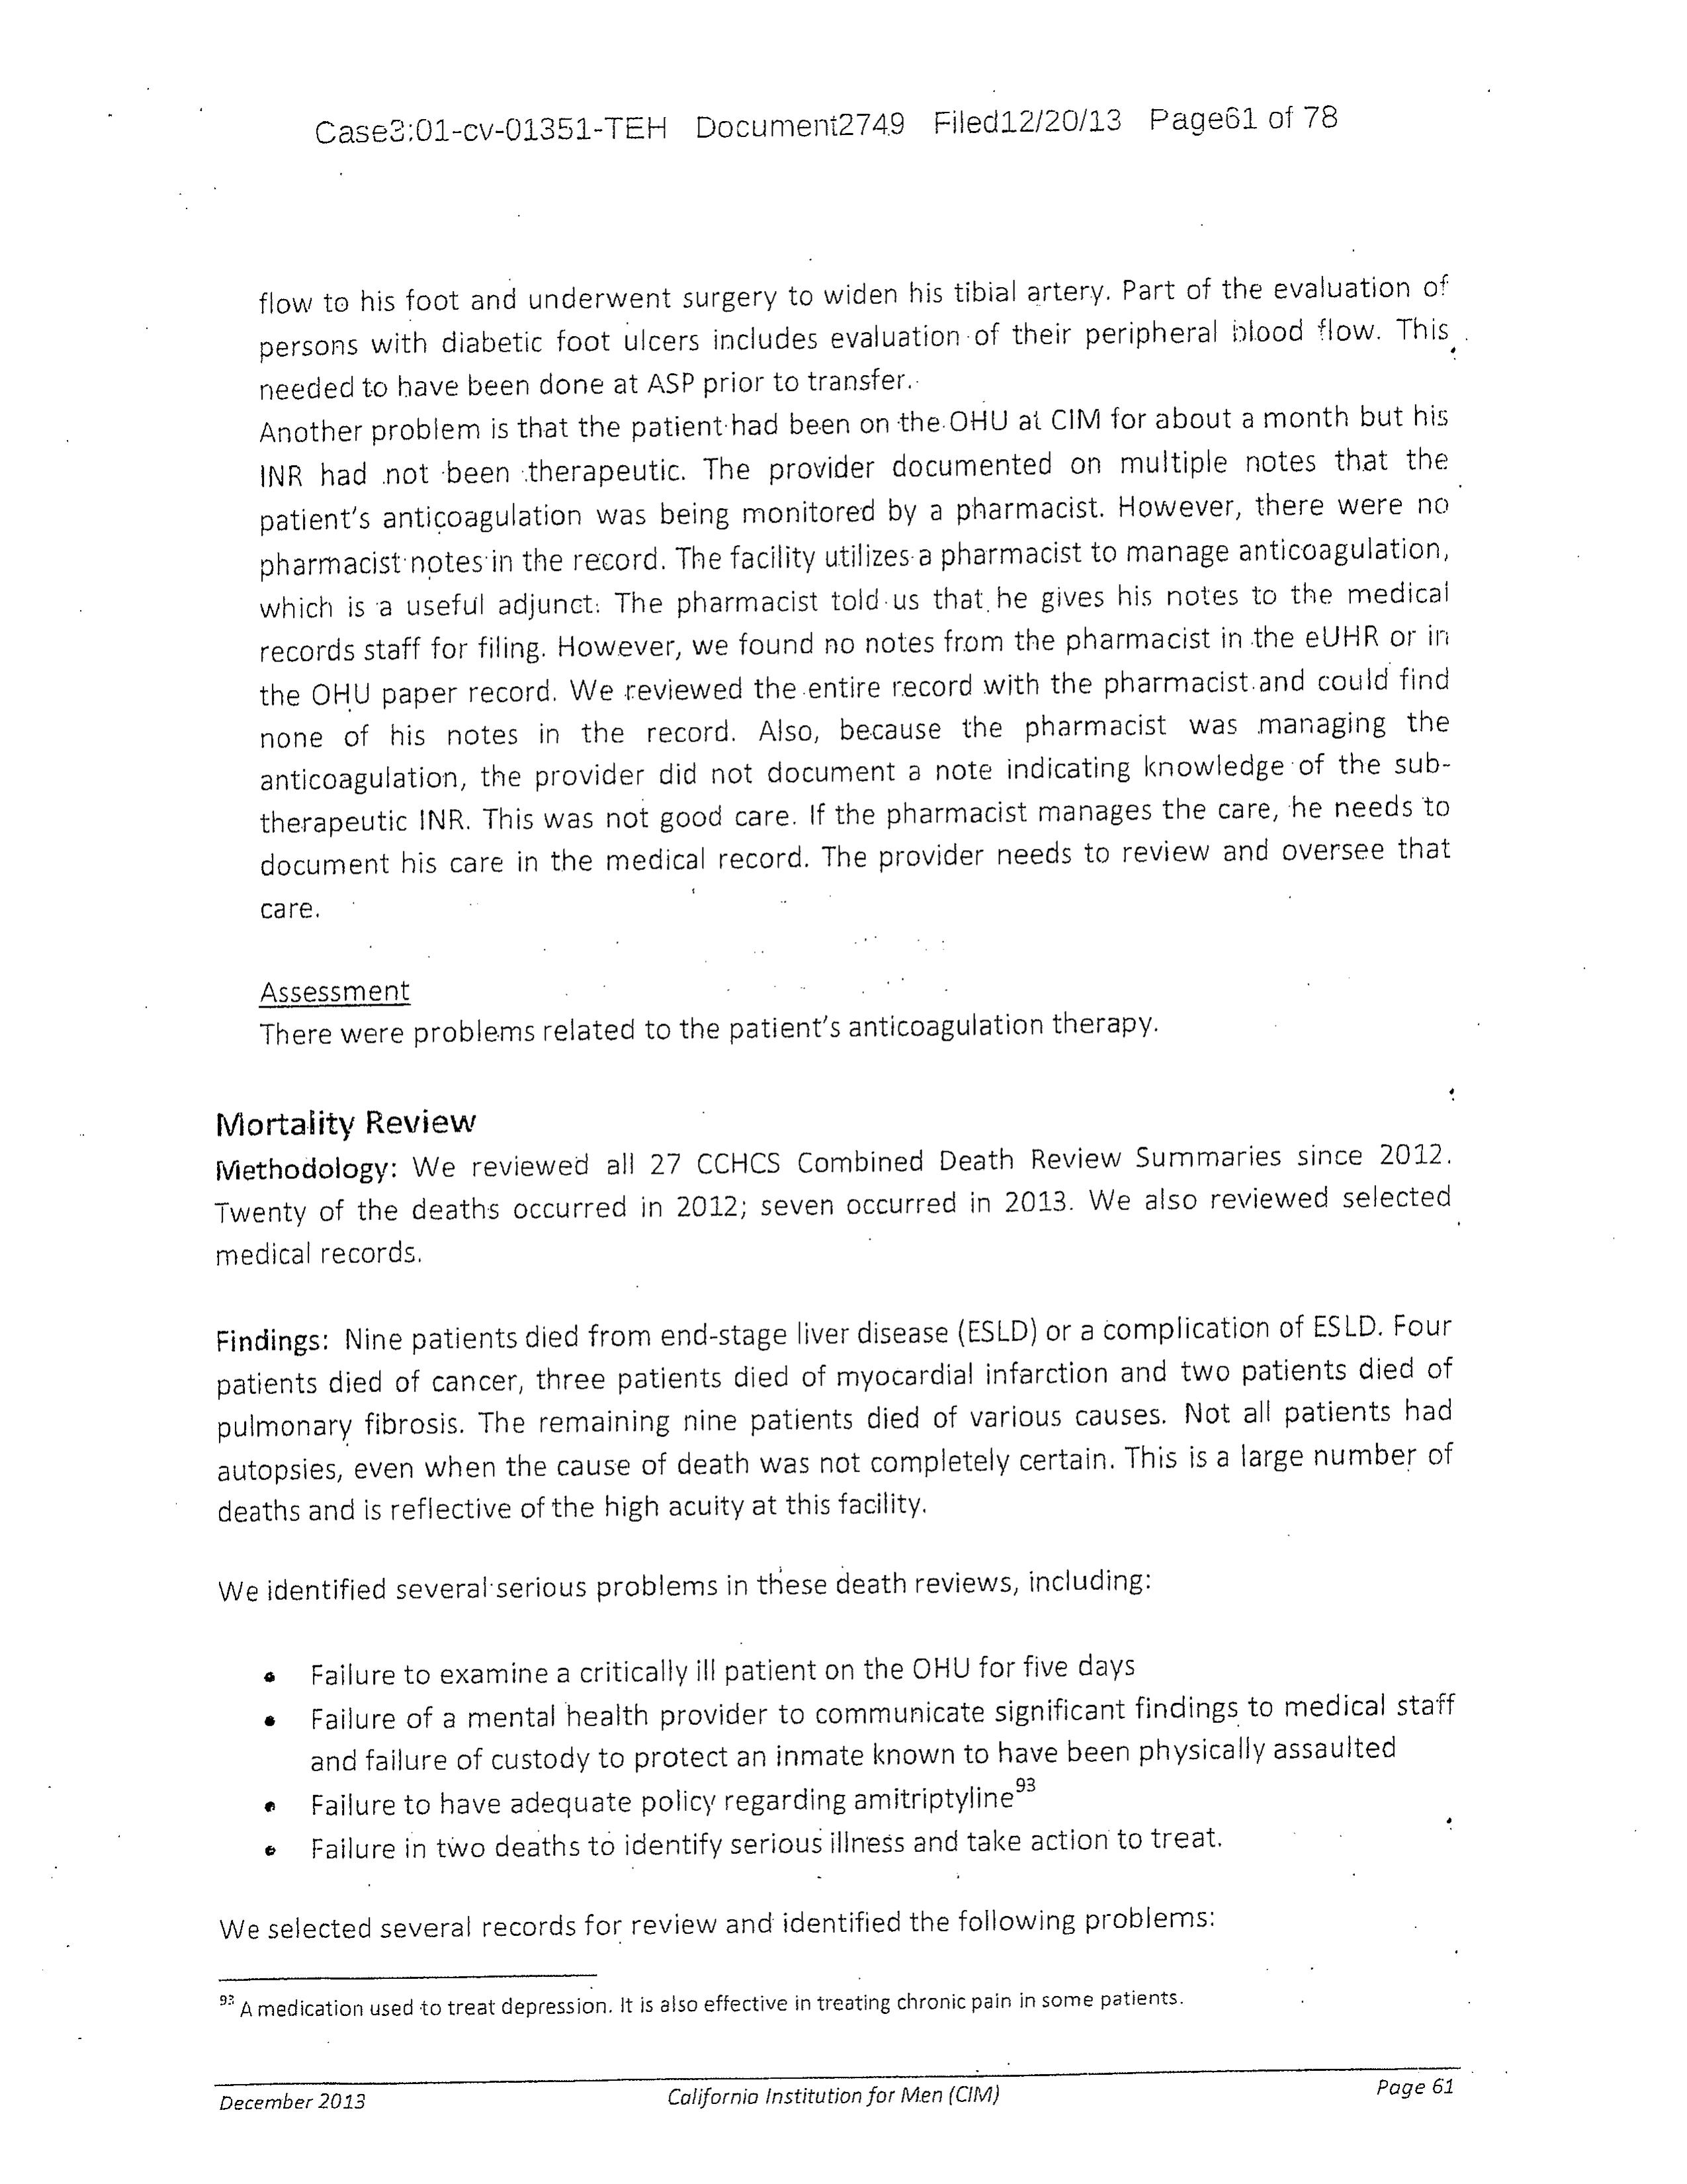 Case3:01-cv-01351-TEH Document2749 Filed12/20/13 Page61 of 78
flow to his foot and underwent surgery to widen his tibial artery. Part of the evaluation of
persons with diabetic foot ulcers includes evaluation of their peripheral blood flow. This
needed to have been done at ASP prior to transfer.
Another problem is that the patient had been on the OHU at CIM for about a month but his
INR had not been therapeutic. The provider documented on multiple notes that the
patient's anticoagulation was being monitored by a pharmacist. However, there were no
pharmacist notes in the record. The facility utilizes a pharmacist to manage anticoagulation,
which is a useful adjunct. The pharmacist told us that he gives his notes to the medical
records staff for filing. However, we found no notes from the pharmacist in the eUHR or in
the OHU paper record. We reviewed the entire record with the pharmacist and could find
none of his notes in the record. Also, because the pharmacist was managing the
anticoagulation, the provider did not document a note indicating knowledge of the sub-
therapeutic INR. This was not good care. If the pharmacist manages the care, he needs to
document his care in the medical record. The provider needs to review and oversee that
care.
Assessment
There were problems related to the patient's anticoagulation therapy.
Mortality Review
Methodology: We reviewed all 27 CCHCS Combined Death Review Summaries since 2012.
Twenty of the deaths occurred in 2012; seven occurred in 2013. We also reviewed selected
medical records.
Findings: Nine patients died from end-stage liver disease (ESLD) or a complication of ESLD. Four
patients died of cancer, three patients died of myocardial infarction and two patients died of
pulmonary fibrosis. The remaining nine patients died of various causes. Not all patients had
autopsies, even when the cause of death was not completely certain. This is a large number of
deaths and is reflective of the high acuity at this facility.
We identified several serious problems in these death reviews, including:
• Failure to examine a critically ill patient on the OHU for five days
• Failure of a mental health provider to communicate significant findings to medical staff
and failure of custody to protect an inmate known to have been physically assaulted
• Failure to have adequate policy regarding amitriptyline93
• Failure in two deaths to identify serious illness and take action to treat.
We selected several records for review and identified the following problems:
93 A medication used to treat depression. It is also effective in treating chronic pain in some patients.
December 2013 California Institution for Men (CIM) Page 61